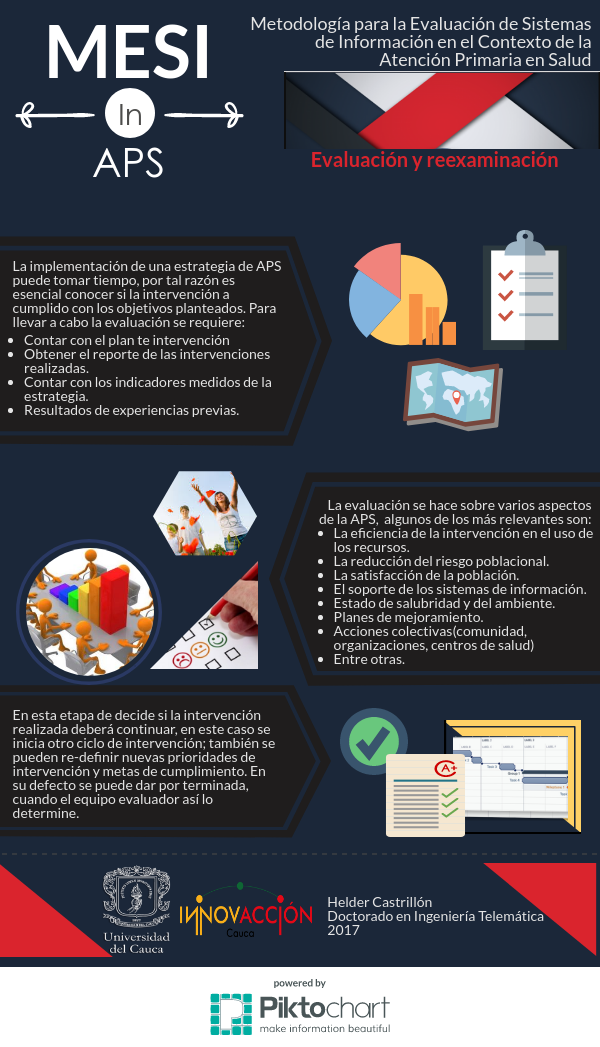 MESI
In
APS
Metodología para la Evaluación de Sistemas
de Información en el Contexto de la
Atención Primaria en Salud
Evaluación y reexaminación
La implementación de una estrategia de APS
puede tomar tiempo, por tal razón es
esencial conocer si la intervención a
cumplido con los objetivos planteados. Para
llevar a cabo la evaluación se requiere:
Contar con el plan te intervención
Obtener el reporte de las intervenciones
realizadas.
Contar con los indicadores medidos de la
estrategia.
Resultados de experiencias previas.
La evaluación se hace sobre varios aspectos
de la APS, algunos de los más relevantes son:
La eficiencia de la intervención en el uso de
los recursos.
La reducción del riesgo poblacional.
La satisfacción de la población.
El soporte de los sistemas de información.
Estado de salubridad y del ambiente.
Planes de mejoramiento.
Acciones colectivas(comunidad,
organizaciones, centros de salud)
Entre otras.
En esta etapa de decide si la intervención
realizada deberá continuar, en este caso se
inicia otro ciclo de intervención; también se
pueden re-definir nuevas prioridades de
intervención y metas de cumplimiento. En
su defecto se puede dar por terminada,
cuando el equipo evaluador así lo
determine.
A+
Universidad
del Cauca
INNOVACCIÓN
Cauca
Helder Castrillón
Doctorado en Ingeniería Telemática
2017
powered by
Piktochart
make information beautiful